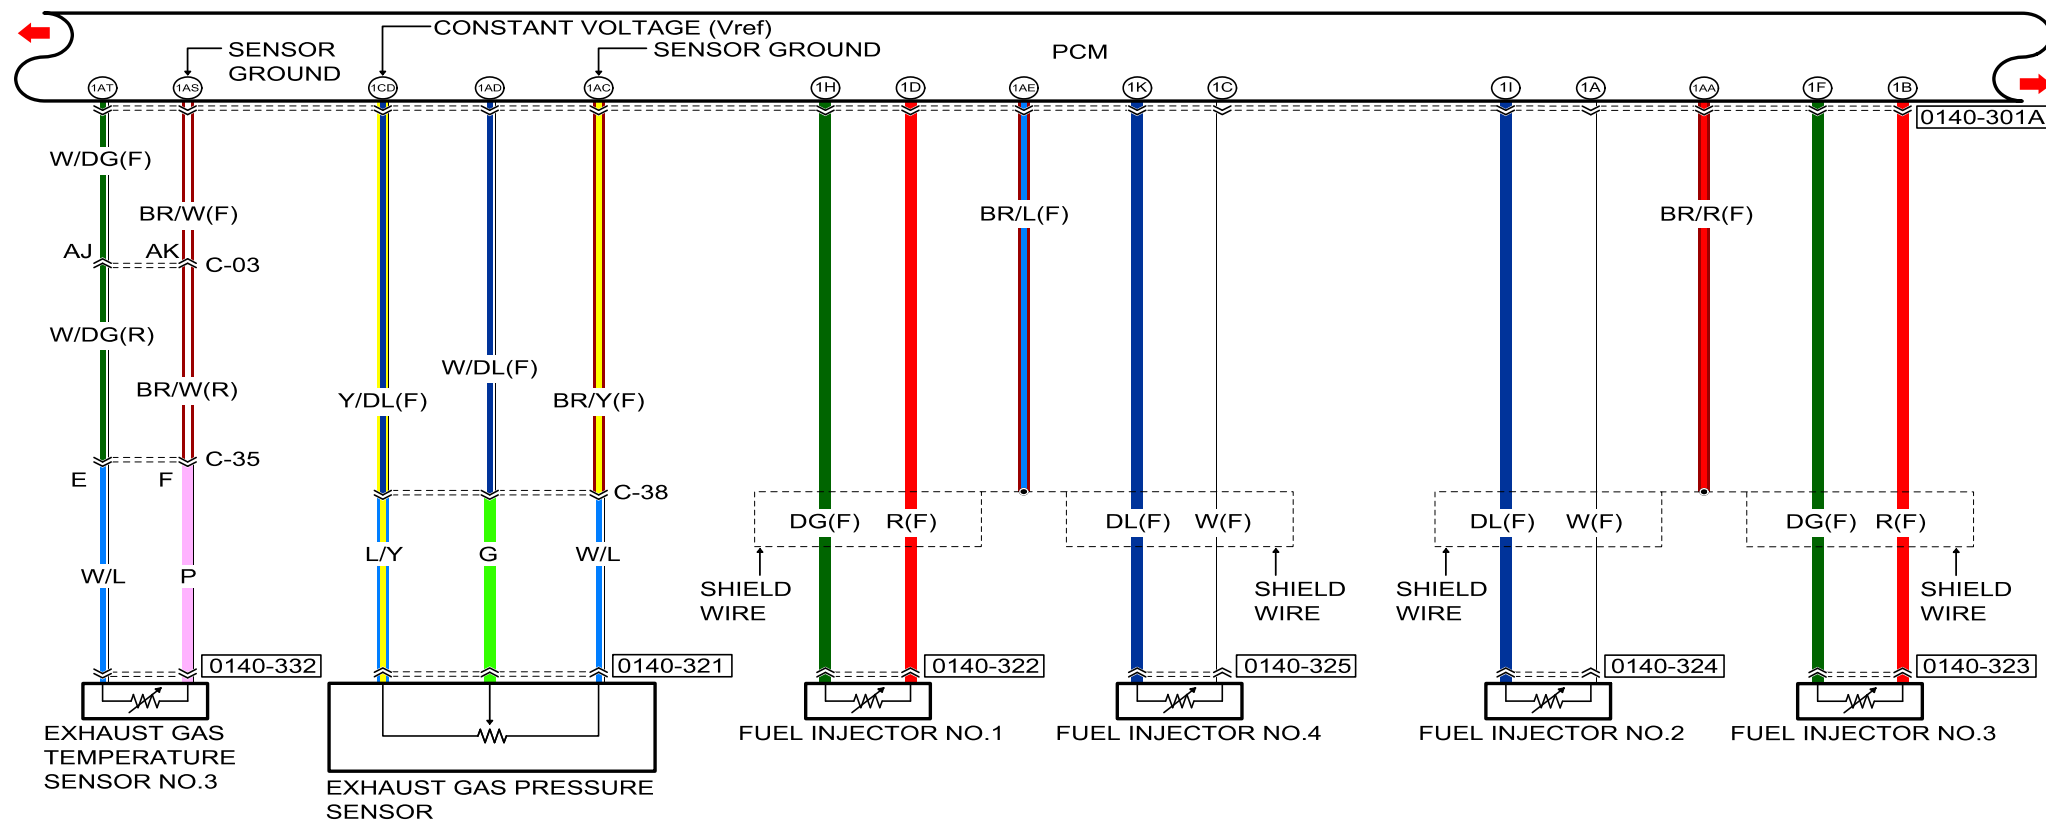 CONSTANT VOLTAGE (Vref)
SENSOR
GROUND
SENSOR GROUND
PCM
1AT 1AS 1CD 1AD 1AC 1H 1D 1AE 1K 1C 1I 1A 1AA 1F 1B
0140-301A
W/DG(F)
BR/W(F) BR/L(F) BR/R(F)
AJ AK C-03
W/DG(R)
W/DL(F)
BR/W(R)
Y/DL(F) BR/Y(F)
C-35
E F
C-38
DG(F) R(F) DL(F) W(F) DL(F) W(F) DG(F) R(F)
L/Y G W/L
W/L P
SHIELD
WIRE
SHIELD
WIRE
SHIELD
WIRE
SHIELD
WIRE
0140-332 0140-321 0140-322 0140-325 0140-324 0140-323
EXHAUST GAS
TEMPERATURE
SENSOR NO.3
EXHAUST GAS PRESSURE
SENSOR
FUEL INJECTOR NO.1
FUEL INJECTOR NO.4
FUEL INJECTOR NO.2
FUEL INJECTOR NO.3